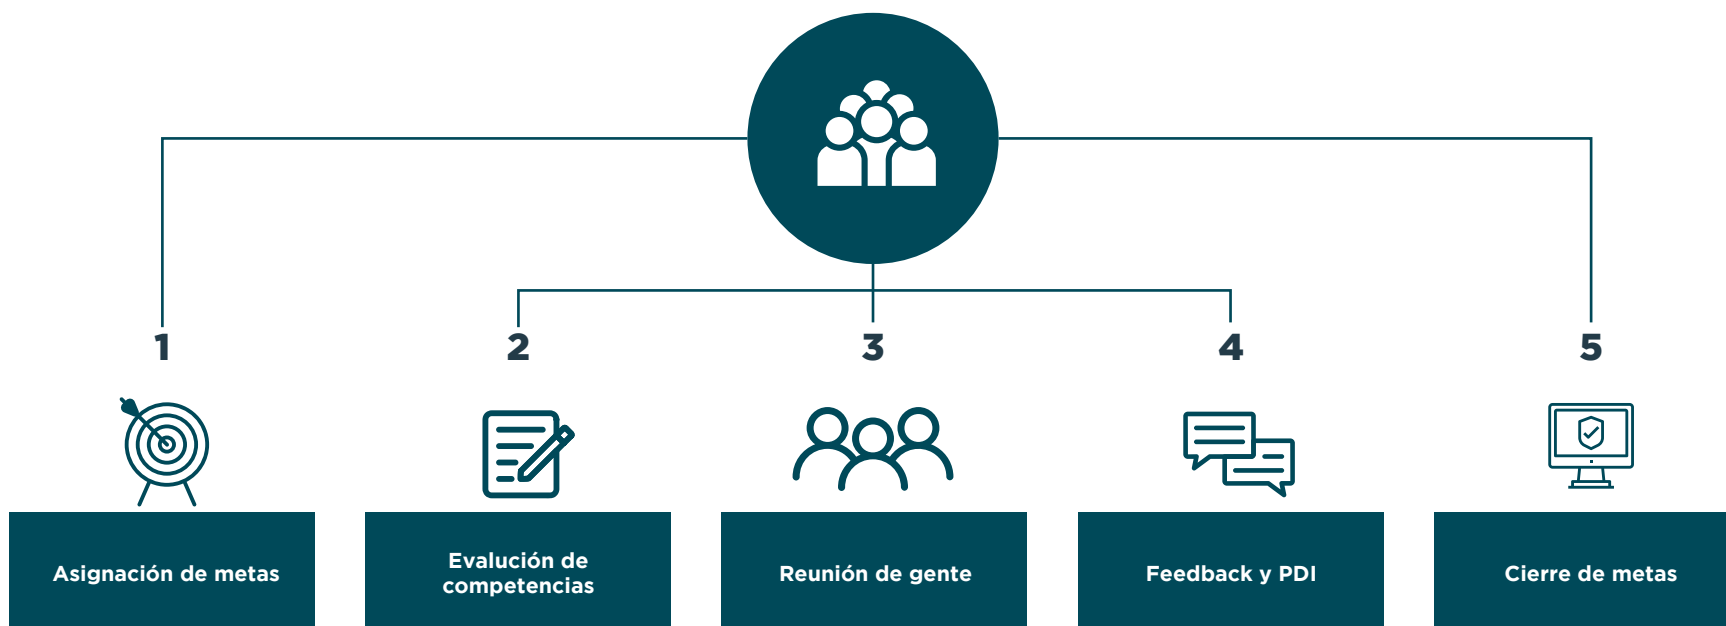 1
2
3
4
5
Asignación de metas
Evalución de
competencias
Reunión de gente
Feedback y PDI
Cierre de metas